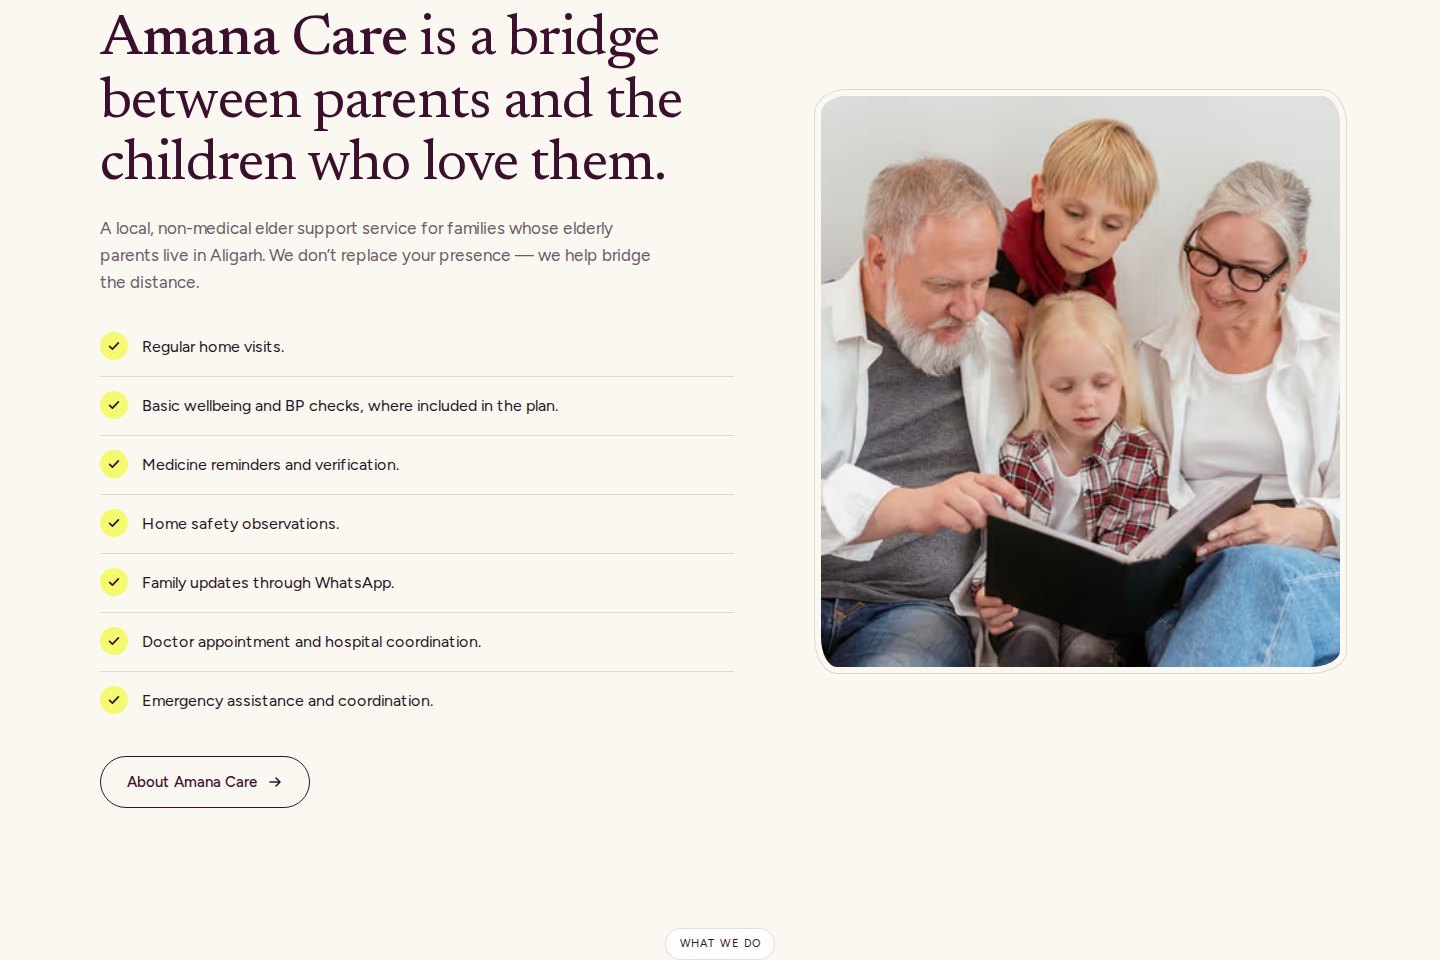 Amana Care is a bridge
between parents and the
children who love them.
A local, non-medical elder support service for families whose elderly
parents live in Aligarh. We don’t replace your presence — we help bridge
the distance.
Regular home visits.
Basic wellbeing and BP checks, where included in the plan.
Medicine reminders and verification.
Home safety observations.
Family updates through WhatsApp.
Doctor appointment and hospital coordination.
Emergency assistance and coordination.
About Amana Care →
WHAT WE DO